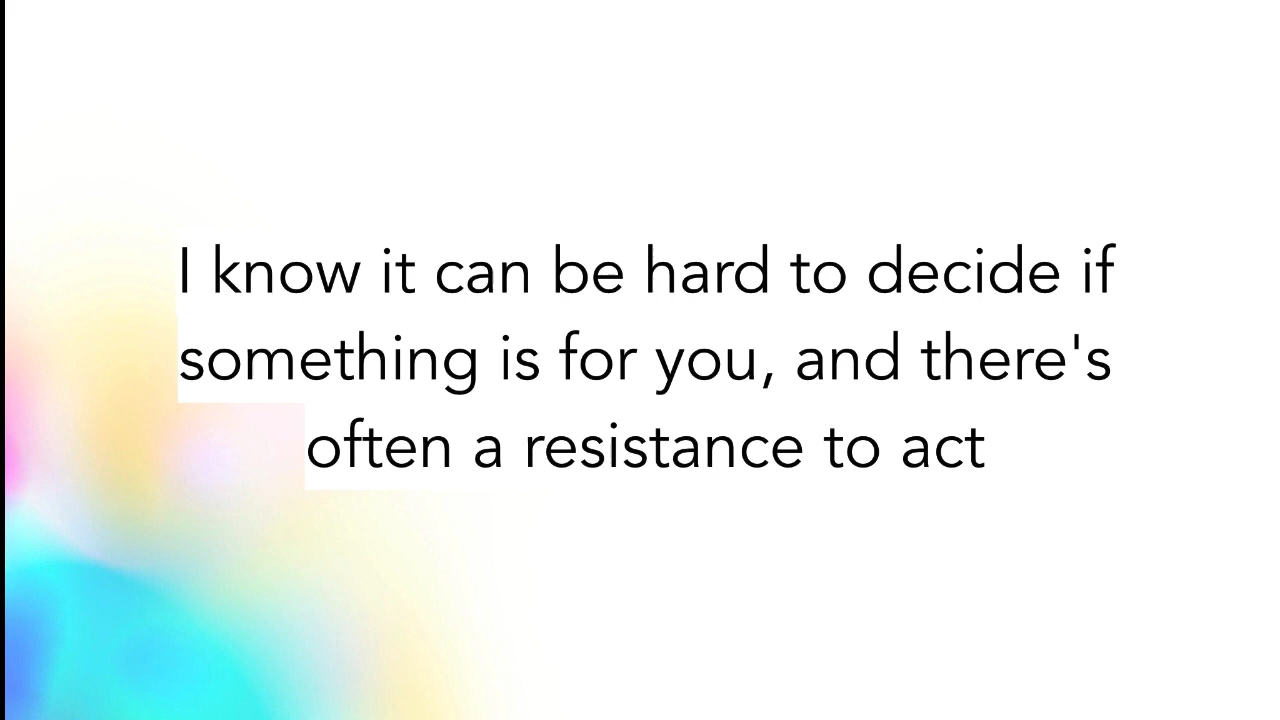 I know it can be hard to decide if
something is for you, and there's
often a resistance to act